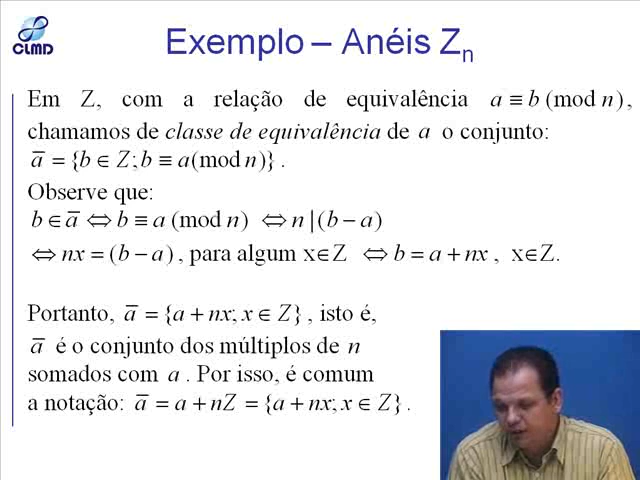 CLMD
Exemplo – Anéis Zn
Em Z, com a relação de equivalência a ≡ b (mod n),
chamamos de classe de equivalência de a o conjunto:
a̅ = {b ∈ Z; b ≡ a(mod n)} .
Observe que:
b ∈ a̅ ⇔ b ≡ a (mod n) ⇔ n | (b − a)
⇔ nx = (b − a) , para algum x∈Z ⇔ b = a + nx , x∈Z.
Portanto, a̅ = {a + nx; x ∈ Z} , isto é,
a̅ é o conjunto dos múltiplos de n
somados com a . Por isso, é comum
a notação: a̅ = a + nZ = {a + nx; x ∈ Z} .